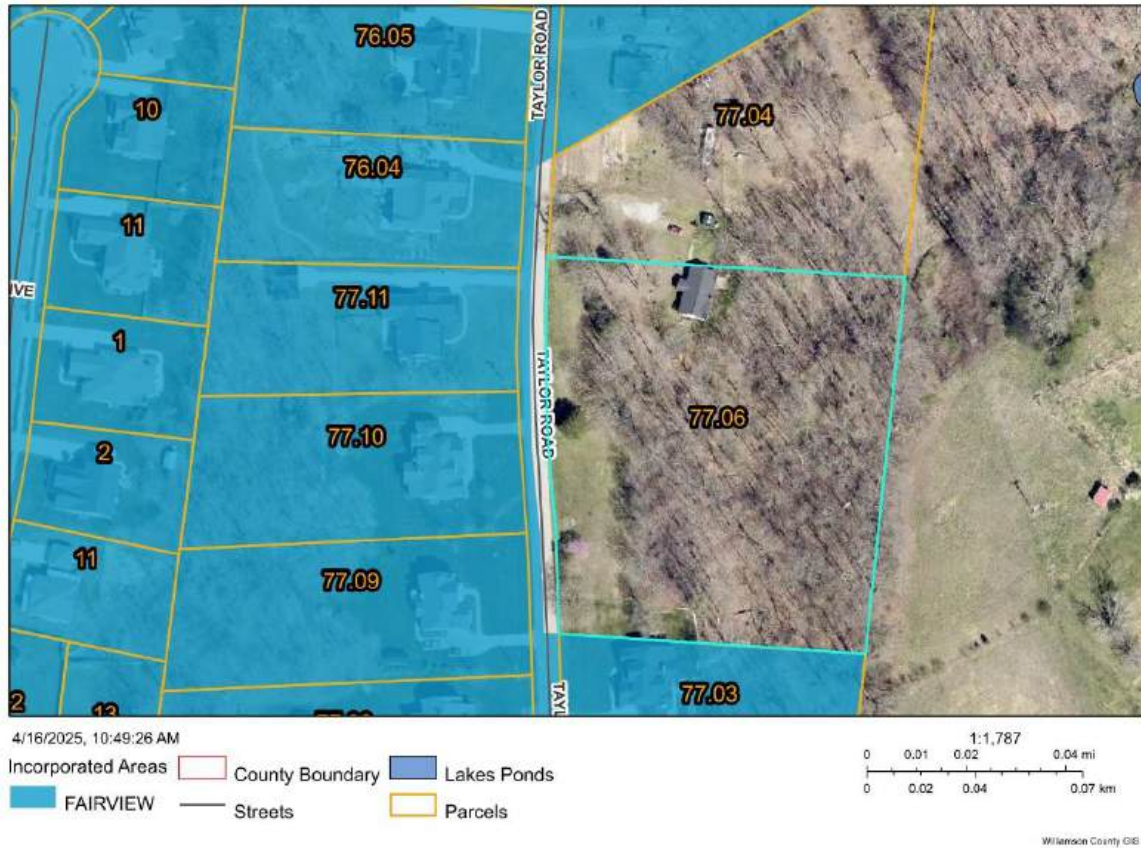 76.05
TAYLOR ROAD
10
77.04
76.04
11
IVE
77.11
1
TAYLOR ROAD
77.06
77.10
2
11
77.09
2
13
77.03
TAYL
4/16/2025, 10:49:26 AM
Incorporated Areas
FAIRVIEW
County Boundary
Streets
Lakes Ponds
Parcels
1:1,787
0 0.01 0.02 0.04 mi
0 0.02 0.04 0.07 km
Williamson County GIS